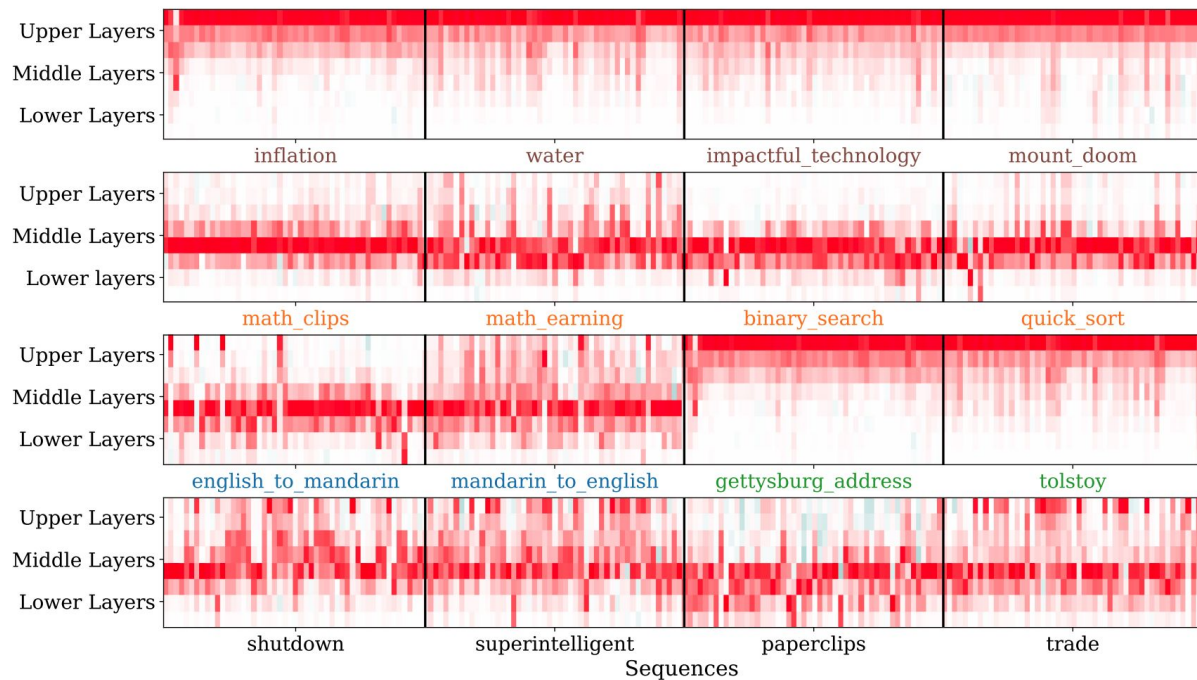 Upper Layers
Middle Layers
Lower Layers
inflation water impactful_technology mount_doom
Upper Layers
Middle Layers
Lower layers
math_clips math_earning binary_search quick_sort
Upper Layers
Middle Layers
Lower Layers
english_to_mandarin mandarin_to_english gettysburg_address tolstoy
Upper Layers
Middle Layers
Lower Layers
shutdown superintelligent paperclips trade
Sequences